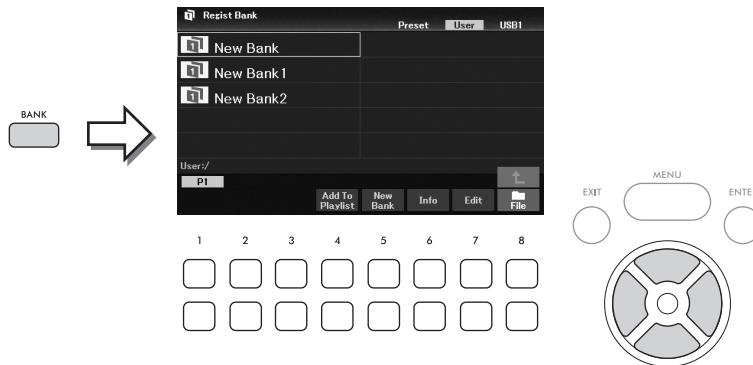 Regist Bank
Preset User USB1
New Bank
New Bank1
New Bank2
BANK
User:/
P1
Add To Playlist New Bank Info Edit File
1 2 3 4 5 6 7 8
EXIT MENU ENTE